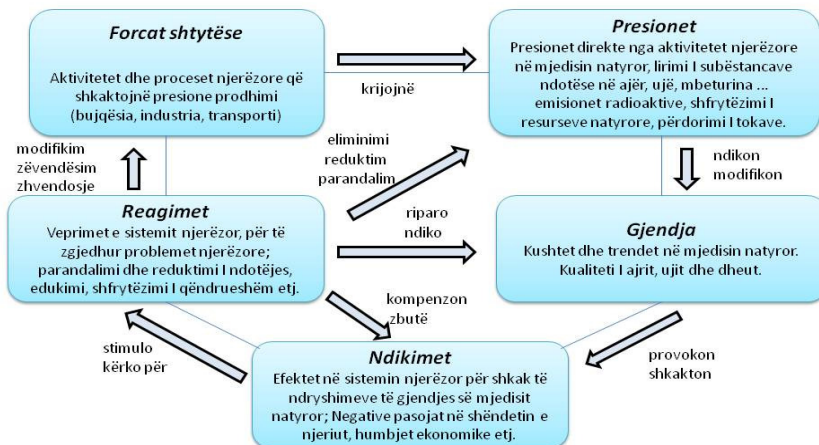 Forcat shtytëse
Aktivitetet dhe proceset njerëzore që
shkaktojnë presione prodhimi
(bujqësia, industria, transporti)
krijojnë
Presionet
Presionet direkte nga aktivitetet njerëzore
në mjedisin natyror, lirimi I subëstancave
ndotëse në ajër, ujë, mbeturina ...
emisionet radioaktive, shfrytëzimi I
resurseve natyrore, përdorimi I tokave.
modifikim
zëvendësim
zhvendosje
eliminimi
reduktim
parandalim
ndikon
modifikon
Reagimet
Veprimet e sistemit njerëzor, për të
zgjedhur problemet njerëzore;
parandalimi dhe reduktimi I ndotëjes,
edukimi, shfrytëzimi I qëndrueshëm etj.
riparo
ndiko
Gjendja
Kushtet dhe trendet në mjedisin natyror.
Kualiteti I ajrit, ujit dhe dheut.
kompenzon
zbutë
stimulo
kërko për
Ndikimet
Efektet në sistemin njerëzor për shkak të
ndryshimeve të gjendjes së mjedisit
natyror; Negative pasojat në shëndetin e
njeriut, humbjet ekonomike etj.
provokon
shkakton